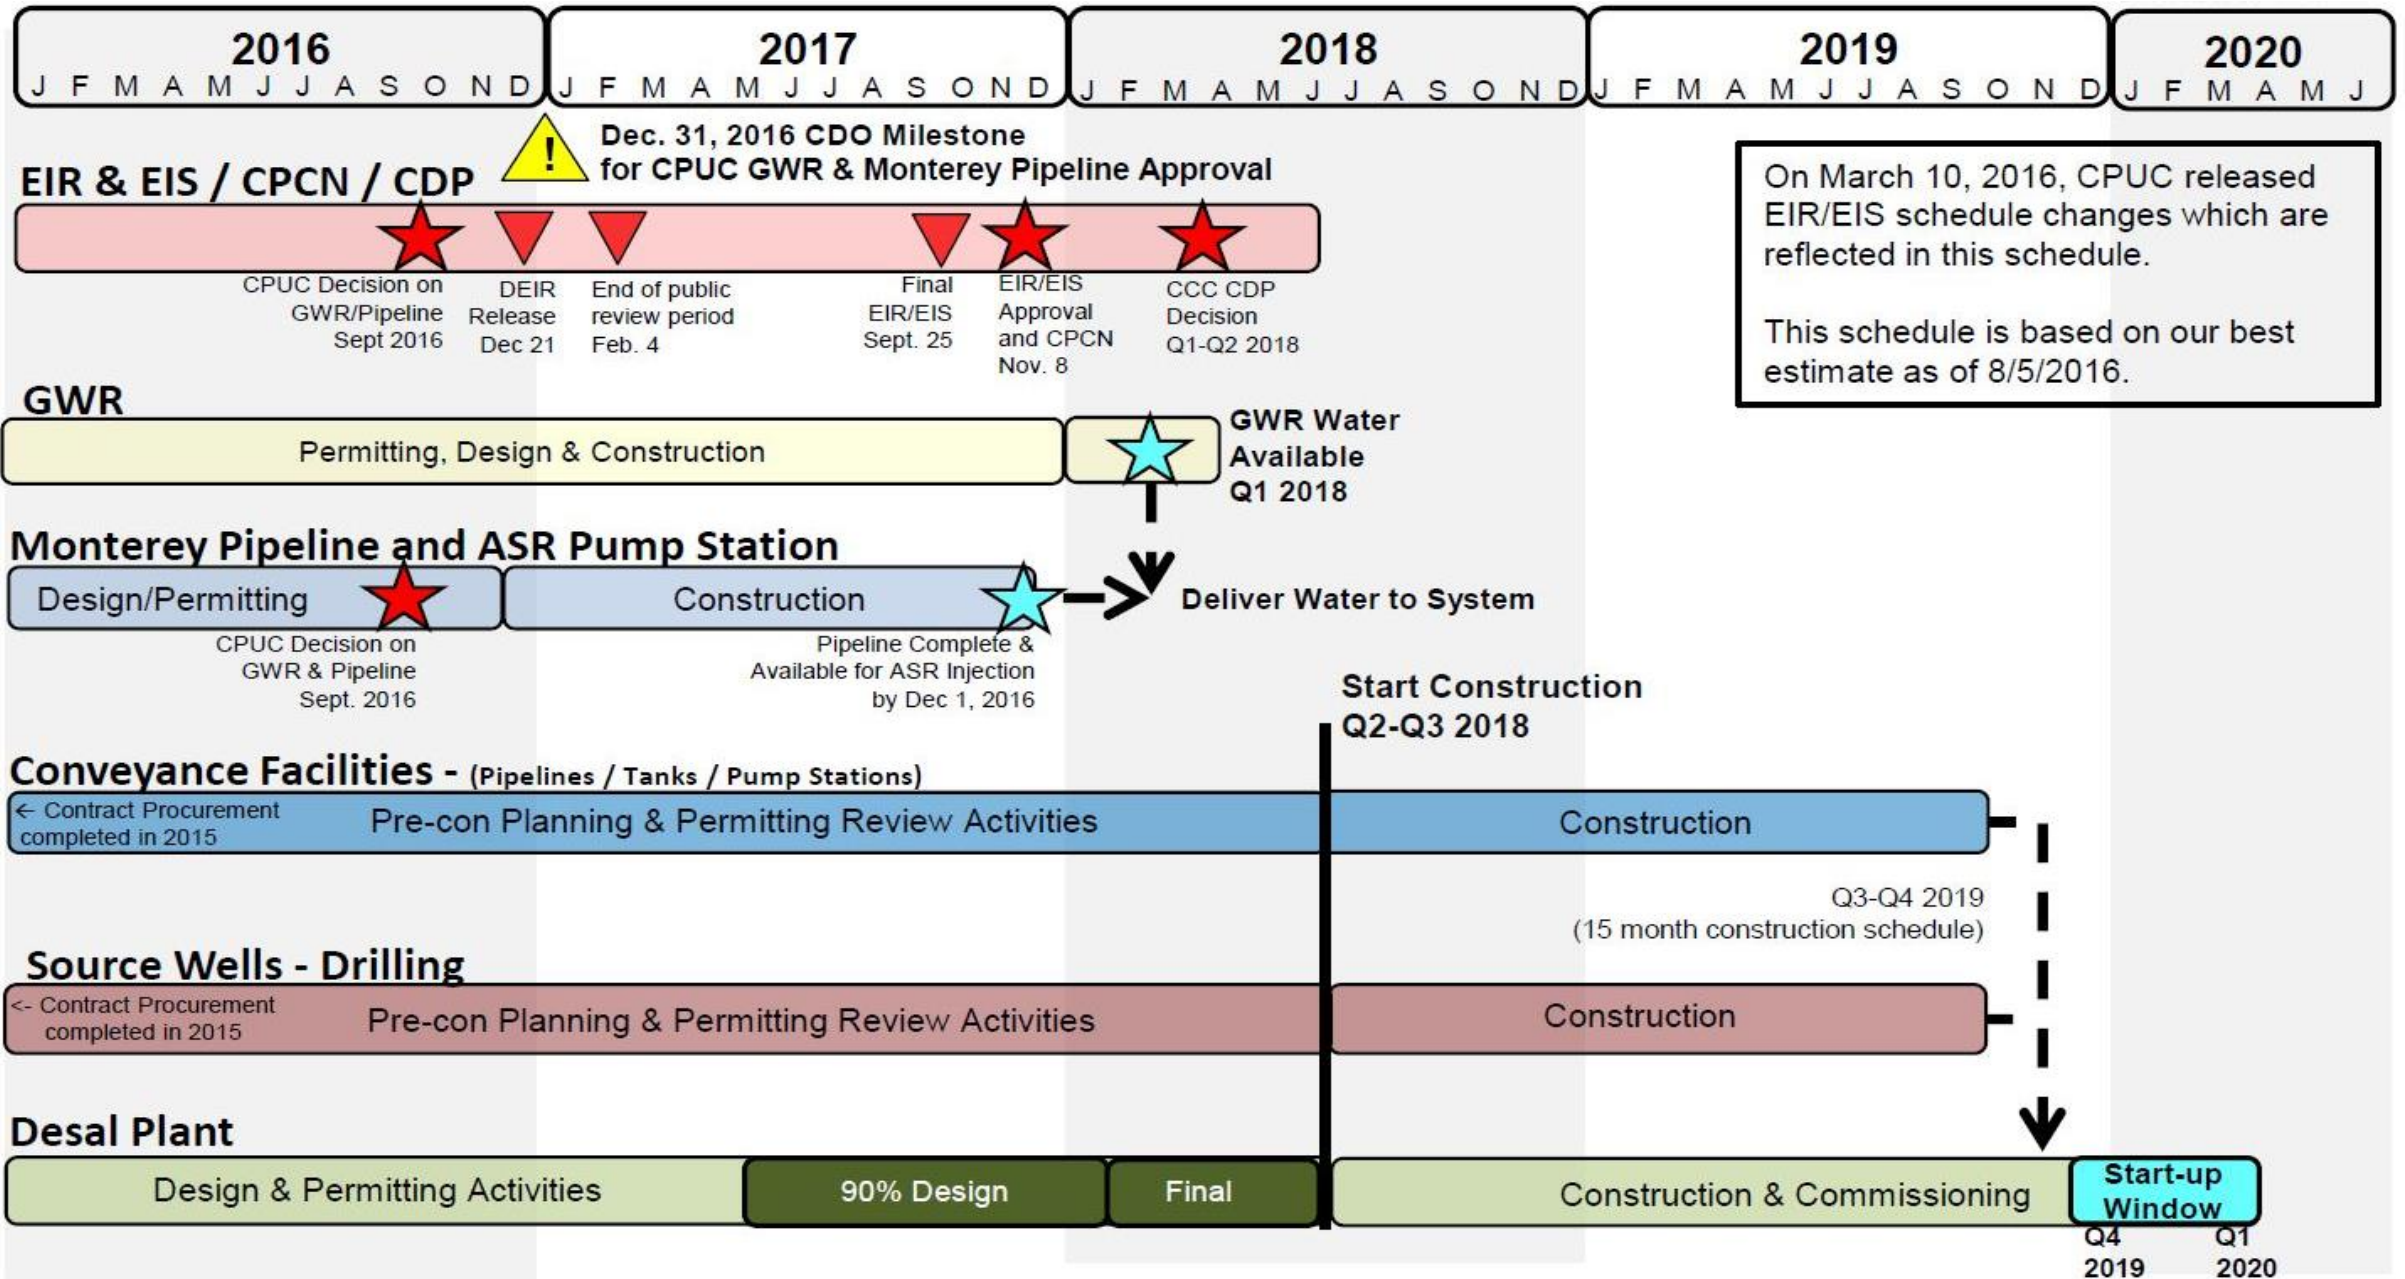 2016
J F M A M J J A S O N D
2017
J F M A M J J A S O N D
2018
J F M A M J J A S O N D
2019
J F M A M J J A S O N D
2020
J F M A M J
!
Dec. 31, 2016 CDO Milestone
for CPUC GWR & Monterey Pipeline Approval
On March 10, 2016, CPUC released
EIR/EIS schedule changes which are
reflected in this schedule.
This schedule is based on our best
estimate as of 8/5/2016.
EIR & EIS / CPCN / CDP
CPUC Decision on
GWR/Pipeline
Sept 2016
DEIR
Release
Dec 21
End of public
review period
Feb. 4
Final
EIR/EIS
Sept. 25
EIR/EIS
Approval
and CPCN
Nov. 8
CCC CDP
Decision
Q1-Q2 2018
GWR
Permitting, Design & Construction
GWR Water
Available
Q1 2018
Monterey Pipeline and ASR Pump Station
Design/Permitting
Construction
Deliver Water to System
CPUC Decision on
GWR & Pipeline
Sept. 2016
Pipeline Complete &
Available for ASR Injection
by Dec 1, 2016
Start Construction
Q2-Q3 2018
Conveyance Facilities - (Pipelines / Tanks / Pump Stations)
← Contract Procurement
completed in 2015
Pre-con Planning & Permitting Review Activities
Construction
Q3-Q4 2019
(15 month construction schedule)
Source Wells - Drilling
<- Contract Procurement
completed in 2015
Pre-con Planning & Permitting Review Activities
Construction
Desal Plant
Design & Permitting Activities
90% Design
Final
Construction & Commissioning
Start-up
Window
Q4
2019
Q1
2020